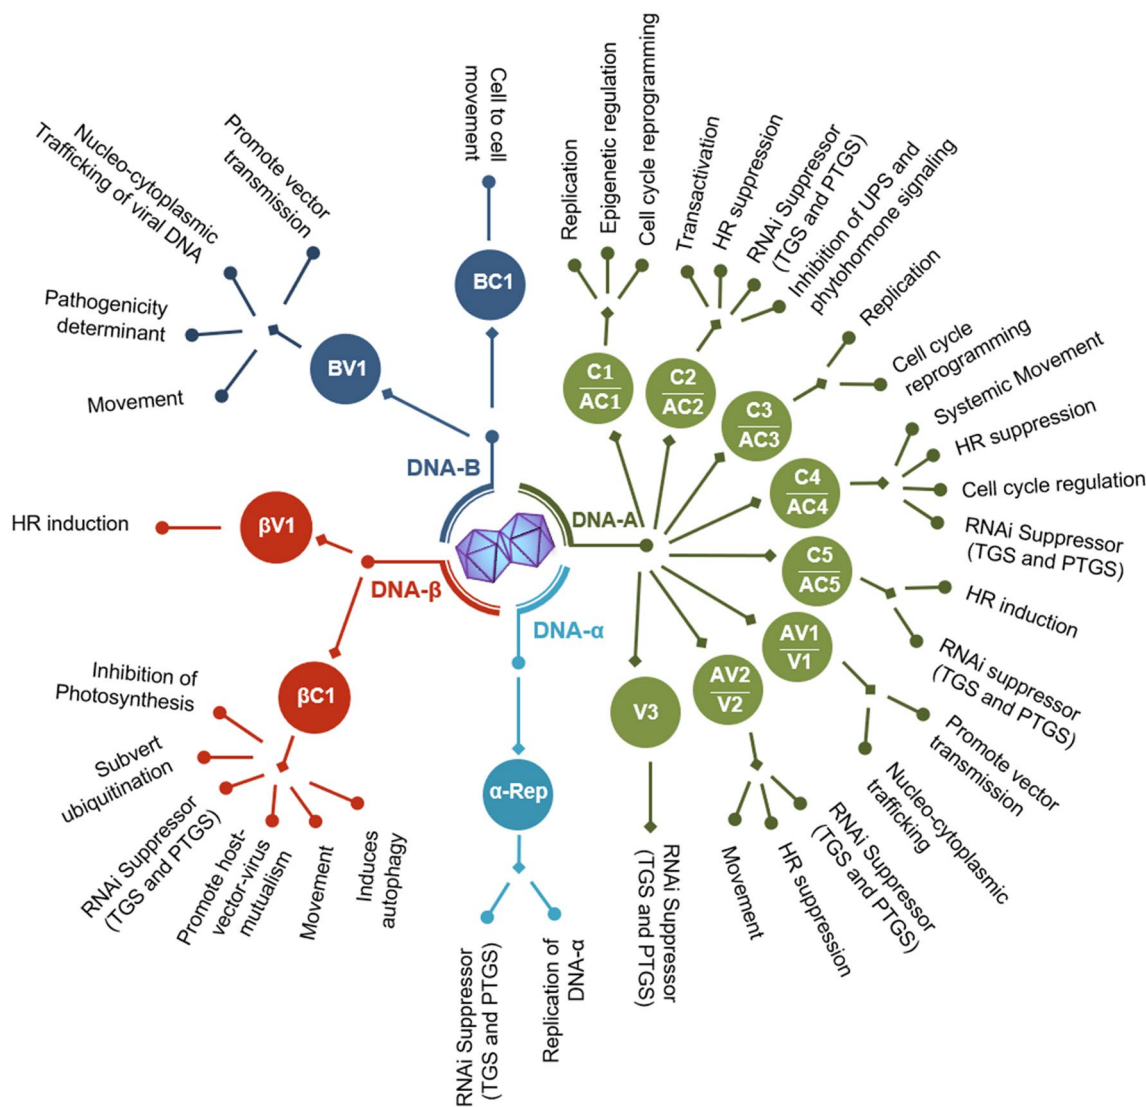 Cell to cell
movement
BC1
Promote vector
transmission
Nucleo-cytoplasmic
Trafficking of viral DNA
Pathogenicity
determinant
Movement
BV1
DNA-B
Replication
Epigenetic regulation
Cell cycle reprogramming
C1
AC1
Transactivation
HR suppression
RNAi Suppressor
(TGS and PTGS)
Inhibition of UPS and
phytohormone signaling
C2
AC2
Replication
Cell cycle
reprogramming
C3
AC3
Systemic Movement
HR suppression
Cell cycle regulation
RNAi Suppressor
(TGS and PTGS)
C4
AC4
DNA-A
HR induction
RNAi suppressor
(TGS and PTGS)
C5
AC5
Promote vector
transmission
Nucleo-cytoplasmic
trafficking
AV1
V1
RNAi Suppressor
(TGS and PTGS)
HR suppression
Movement
AV2
V2
V3
RNAi Suppressor
(TGS and PTGS)
DNA-α
α-Rep
Replication of
DNA-α
RNAi Suppressor
(TGS and PTGS)
DNA-β
βV1
HR induction
βC1
Inhibition of
Photosynthesis
Subvert
ubiquitination
RNAi Suppressor
(TGS and PTGS)
Promote host-
vector-virus
mutualism
Movement
Induces
autophagy